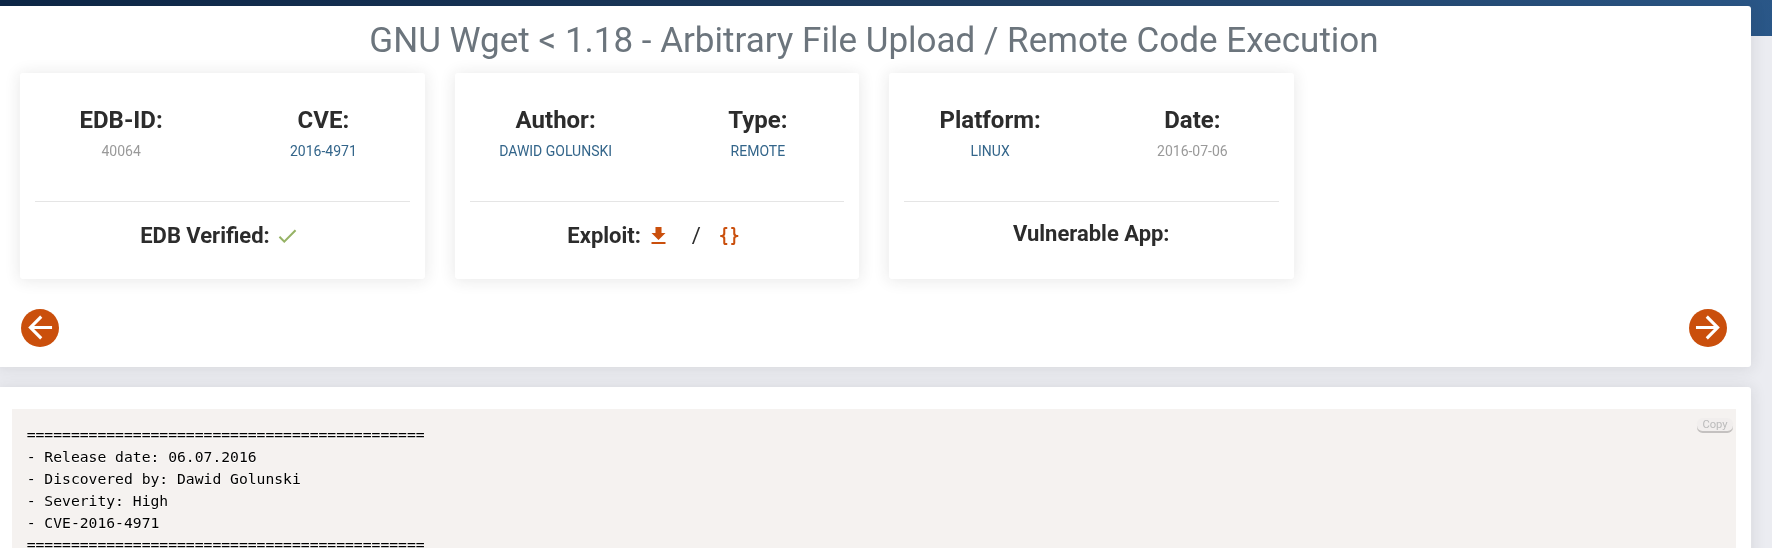 GNU Wget < 1.18 - Arbitrary File Upload / Remote Code Execution
EDB-ID:
40064
CVE:
2016-4971
EDB Verified:
Author:
DAWID GOLUNSKI
Type:
REMOTE
Exploit: / {}
Platform:
LINUX
Date:
2016-07-06
Vulnerable App:
Copy
=============================================
- Release date: 06.07.2016
- Discovered by: Dawid Golunski
- Severity: High
- CVE-2016-4971
=============================================